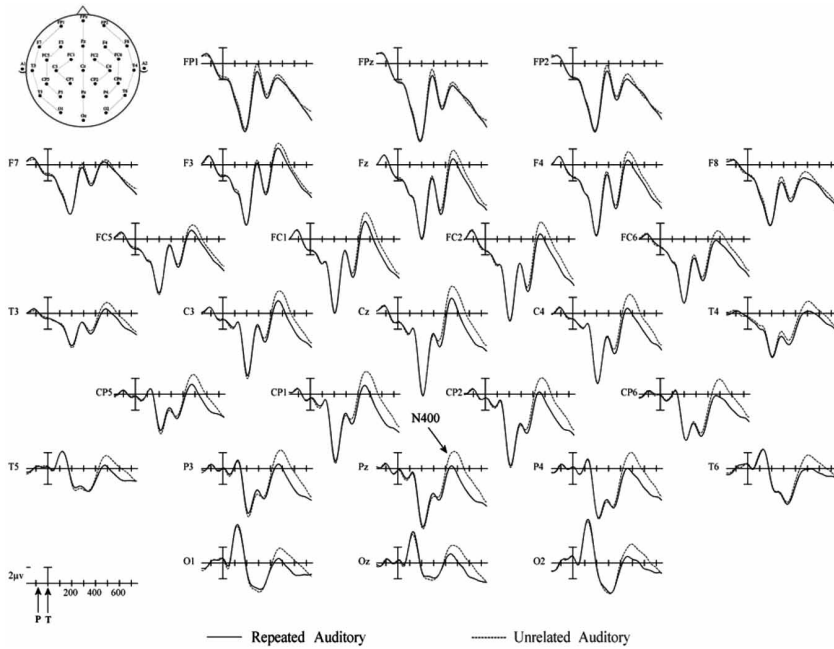 A1 A2
FP1 FPz FP2
F7 F3 Fz F4 F8
FC5 FC1 FC2 FC6
T3 C3 Cz C4 T4
CP5 CP1 CP2 CP6
N400
T5 P3 Pz P4 T6
O1 Oz O2
2μv
200 400 600
P T
Repeated Auditory Unrelated Auditory